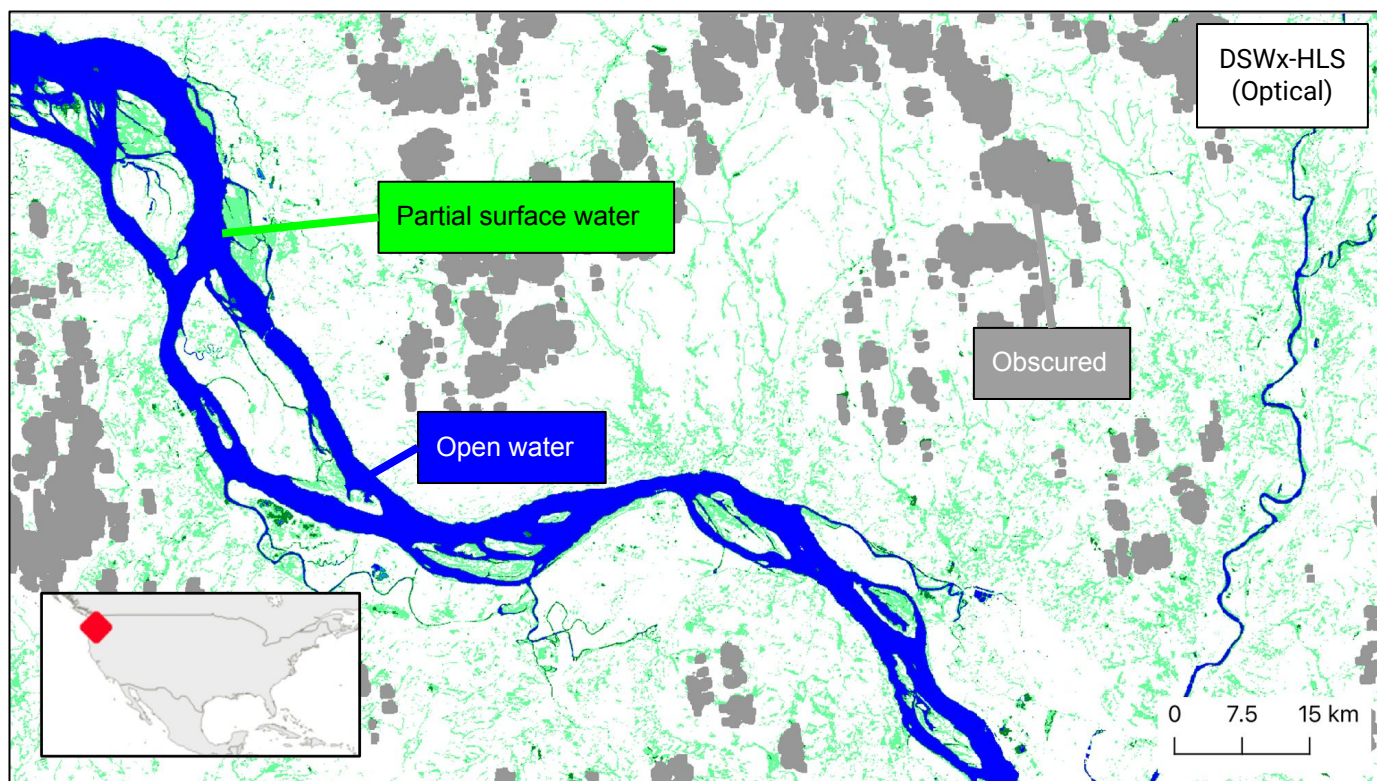 DSWx-HLS
(Optical)
Partial surface water
Obscured
Open water
0 7.5 15 km